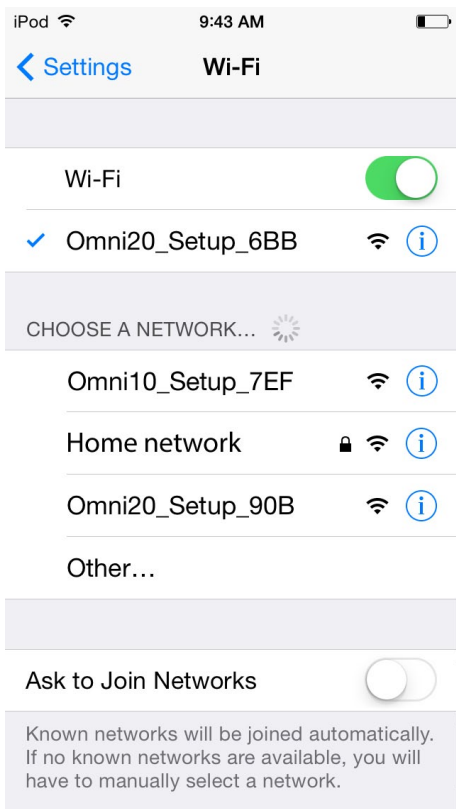 iPod 9:43 AM
Settings Wi-Fi
Wi-Fi
Omni20_Setup_6BB
CHOOSE A NETWORK...
Omni10_Setup_7EF
Home network
Omni20_Setup_90B
Other...
Ask to Join Networks
Known networks will be joined automatically.
If no known networks are available, you will
have to manually select a network.